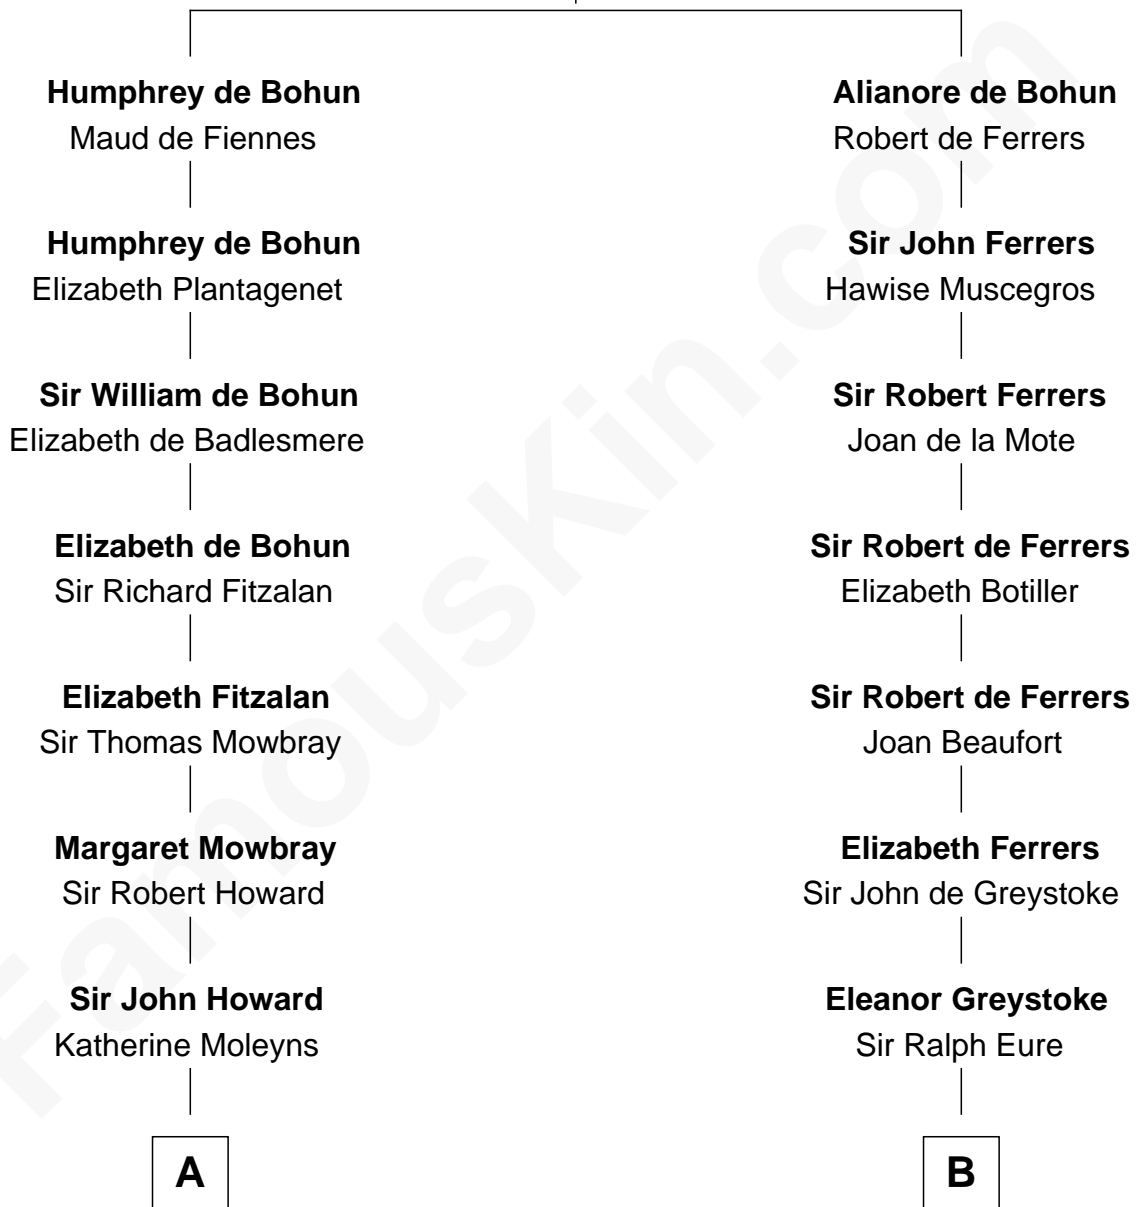 Humphrey de Bohun
Maud de Fiennes
Humphrey de Bohun
Elizabeth Plantagenet
Sir William de Bohun
Elizabeth de Badlesmere
Elizabeth de Bohun
Sir Richard Fitzalan
Elizabeth Fitzalan
Sir Thomas Mowbray
Margaret Mowbray
Sir Robert Howard
Sir John Howard
Katherine Moleyns
A
Alianore de Bohun
Robert de Ferrers
Sir John Ferrers
Hawise Muscegros
Sir Robert Ferrers
Joan de la Mote
Sir Robert de Ferrers
Elizabeth Botiller
Sir Robert de Ferrers
Joan Beaufort
Elizabeth Ferrers
Sir John de Greystoke
Eleanor Greystoke
Sir Ralph Eure
B
FamousKin.com